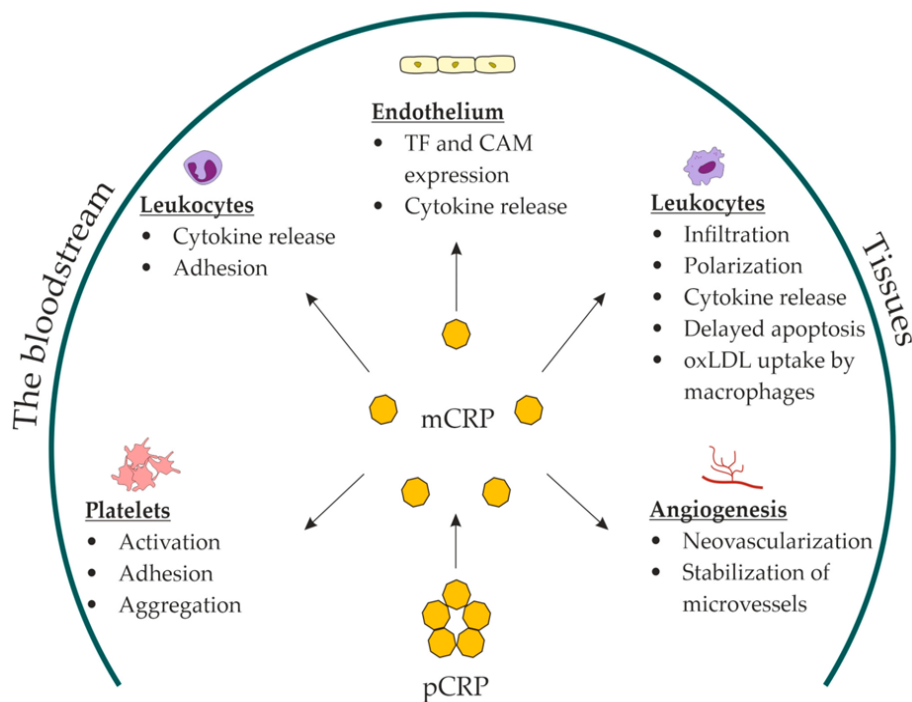 The bloodstream
Tissues
Endothelium
• TF and CAM
expression
• Cytokine release
Leukocytes
• Cytokine release
• Adhesion
Leukocytes
• Infiltration
• Polarization
• Cytokine release
• Delayed apoptosis
• oxLDL uptake by
macrophages
mCRP
Platelets
• Activation
• Adhesion
• Aggregation
Angiogenesis
• Neovascularization
• Stabilization of
microvessels
pCRP